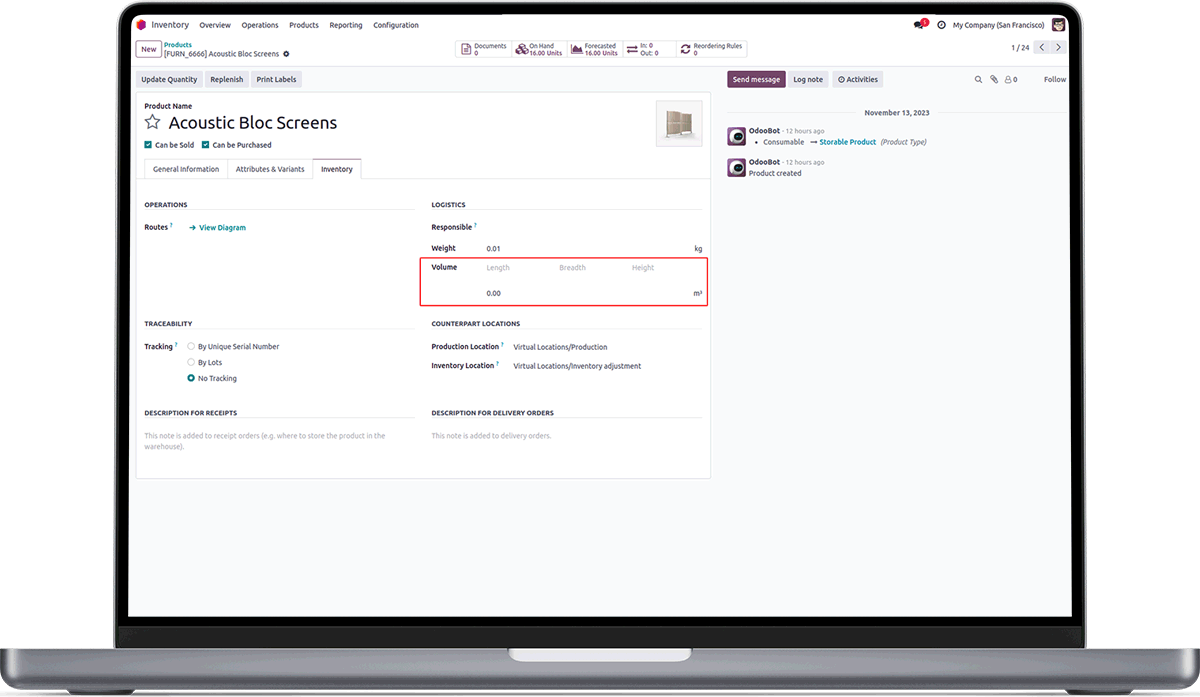 Inventory Overview Operations Products Reporting Configuration 5 My Company (San Francisco)
New Products
[FURN_6666] Acoustic Bloc Screens
Documents 0
On Hand 16.00 Units
Forecasted 16.00 Units
In: 0
Out: 0
Reordering Rules 0
1 / 24
Update Quantity Replenish Print Labels
Send message Log note Activities 0 Follow
Product Name
Acoustic Bloc Screens
Can be Sold Can be Purchased
General Information Attributes & Variants Inventory
OPERATIONS
Routes ? → View Diagram
LOGISTICS
Responsible ?
Weight 0.01 kg
Volume Length Breadth Height
0.00 m³
TRACEABILITY
Tracking ? By Unique Serial Number
By Lots
No Tracking
COUNTERPART LOCATIONS
Production Location ? Virtual Locations/Production
Inventory Location ? Virtual Locations/Inventory adjustment
DESCRIPTION FOR RECEIPTS
This note is added to receipt orders (e.g. where to store the product in the
warehouse).
DESCRIPTION FOR DELIVERY ORDERS
This note is added to delivery orders.
November 13, 2023
OdooBot - 12 hours ago
• Consumable → Storable Product (Product Type)
OdooBot - 12 hours ago
Product created